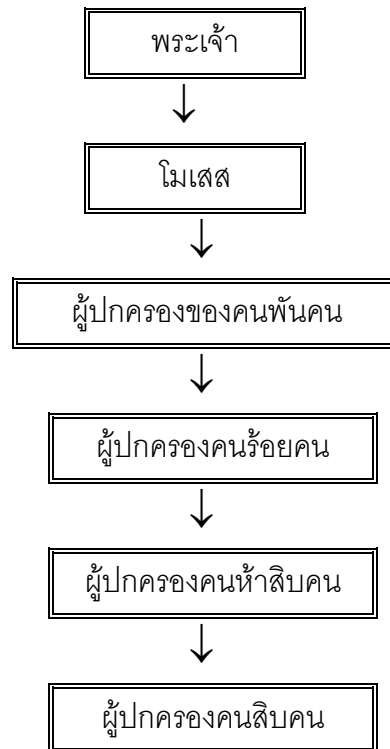 พระเจ้า
โมเสส
ผู้ปกครองของคนพันคน
ผู้ปกครองคนร้อยคน
ผู้ปกครองคนห้าสิบคน
ผู้ปกครองคนสิบคน